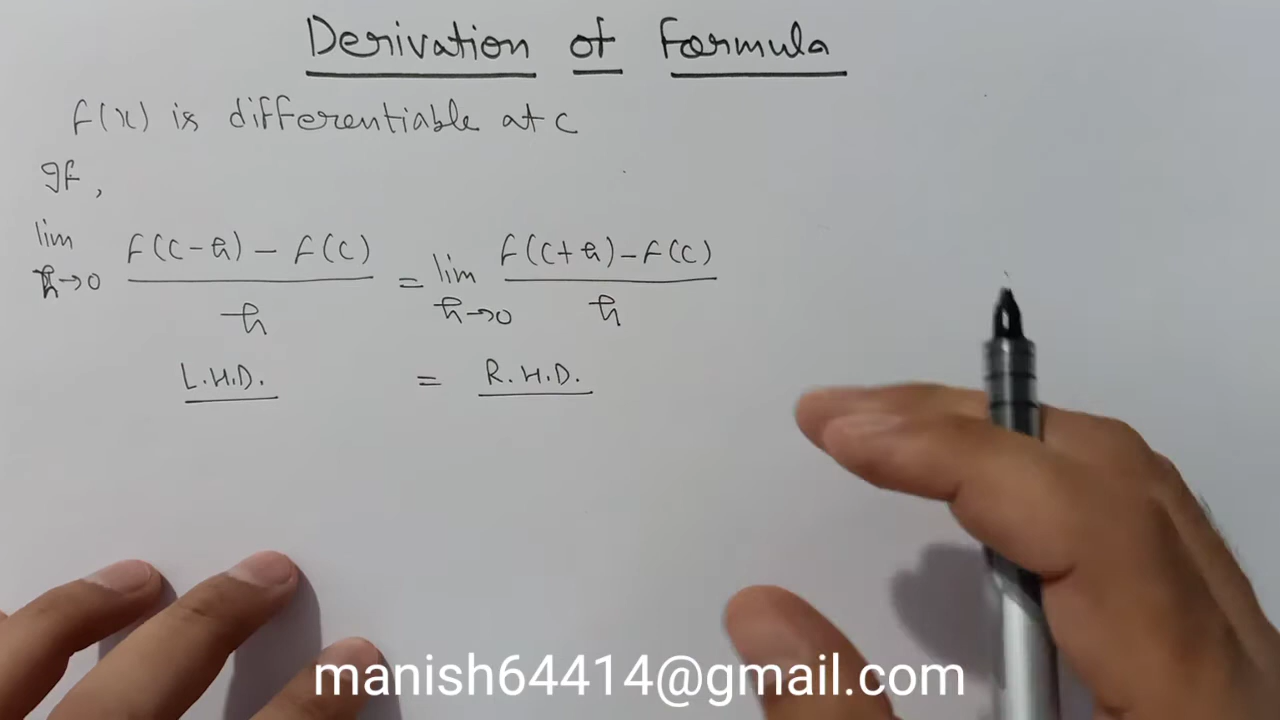 Derivation of Formula
f(x) is differentiable at c
If,
lim h→0 f(c-h) - f(c) / -h = lim h→0 f(c+h) - f(c) / h
L.H.D. = R.H.D.
manish64414@gmail.com